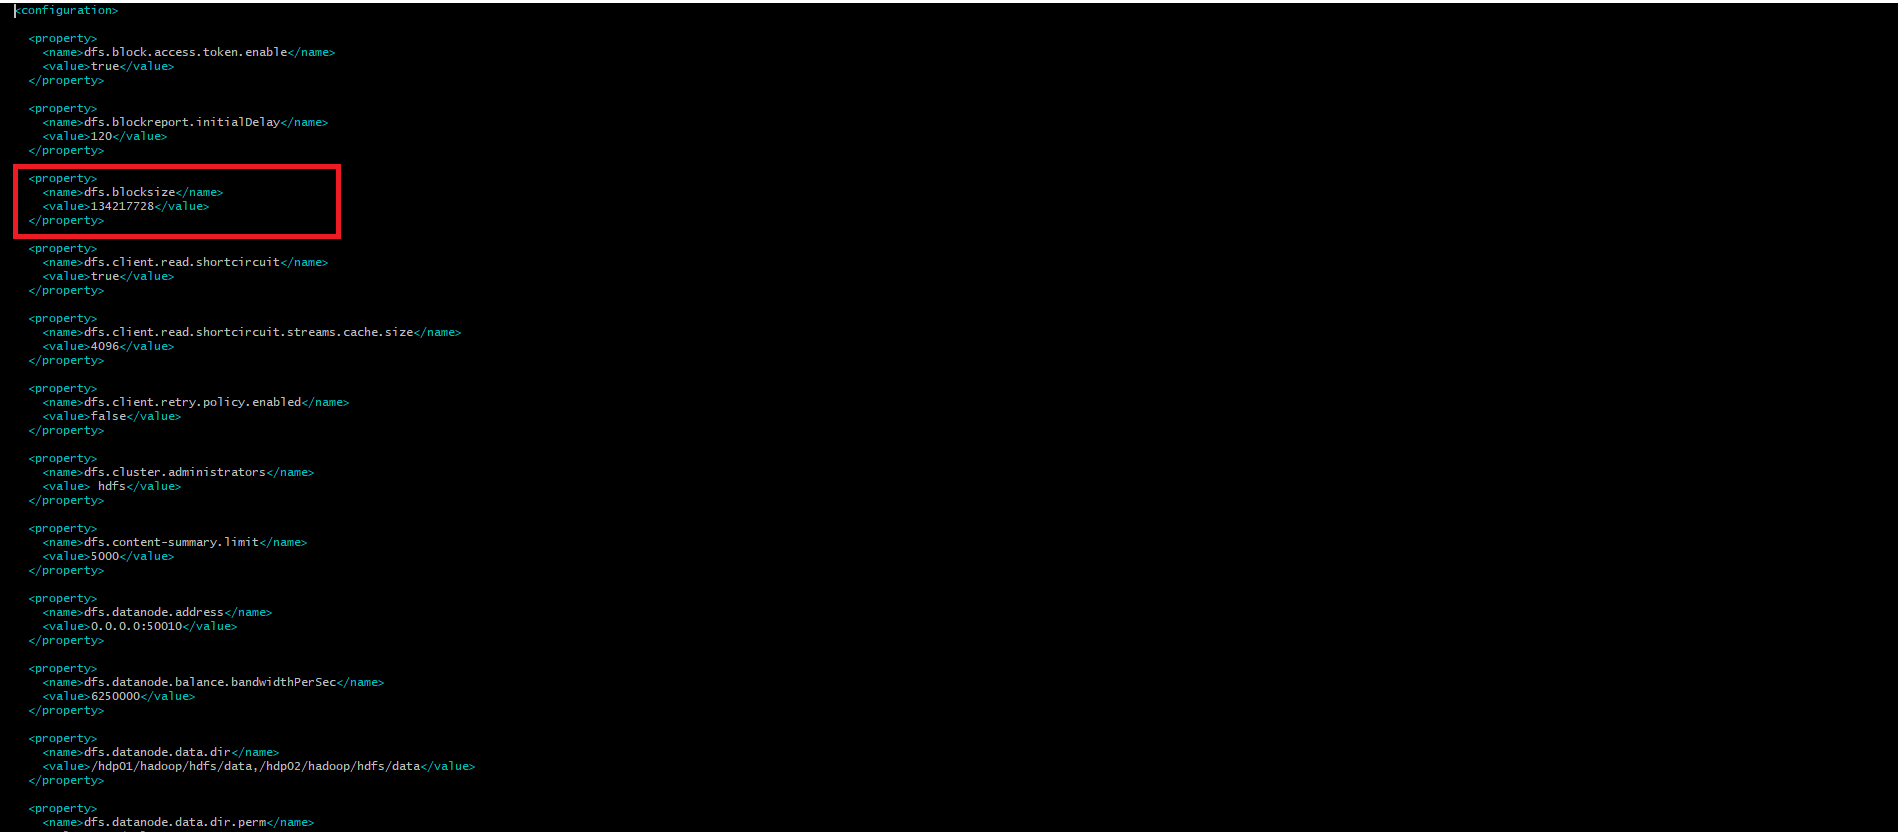 <configuration>
<property>
<name>dfs.block.access.token.enable</name>
<value>true</value>
</property>
<property>
<name>dfs.blockreport.initialDelay</name>
<value>120</value>
</property>
<property>
<name>dfs.blocksize</name>
<value>134217728</value>
</property>
<property>
<name>dfs.client.read.shortcircuit</name>
<value>true</value>
</property>
<property>
<name>dfs.client.read.shortcircuit.streams.cache.size</name>
<value>4096</value>
</property>
<property>
<name>dfs.client.retry.policy.enabled</name>
<value>false</value>
</property>
<property>
<name>dfs.cluster.administrators</name>
<value> hdfs</value>
</property>
<property>
<name>dfs.content-summary.limit</name>
<value>5000</value>
</property>
<property>
<name>dfs.datanode.address</name>
<value>0.0.0.0:50010</value>
</property>
<property>
<name>dfs.datanode.balance.bandwidthPerSec</name>
<value>6250000</value>
</property>
<property>
<name>dfs.datanode.data.dir</name>
<value>/hdp01/hadoop/hdfs/data,/hdp02/hadoop/hdfs/data</value>
</property>
<property>
<name>dfs.datanode.data.dir.perm</name>